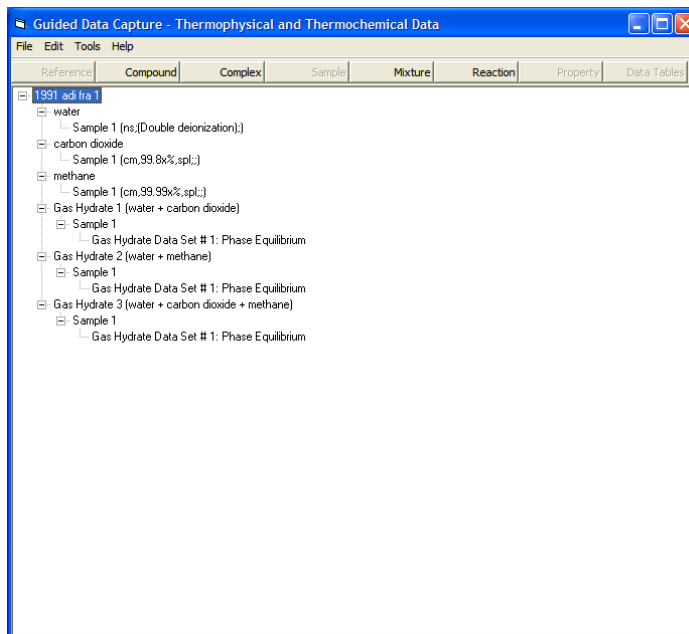 Guided Data Capture - Thermophysical and Thermochemical Data
File Edit Tools Help
Reference Compound Complex Sample Mixture Reaction Property Data Tables
1991 adi fra 1
water
Sample 1 (ns;(Double deionization);)
carbon dioxide
Sample 1 (cm,99.8x%,spl;;)
methane
Sample 1 (cm,99.99x%,spl;;)
Gas Hydrate 1 (water + carbon dioxide)
Sample 1
Gas Hydrate Data Set # 1: Phase Equilibrium
Gas Hydrate 2 (water + methane)
Sample 1
Gas Hydrate Data Set # 1: Phase Equilibrium
Gas Hydrate 3 (water + carbon dioxide + methane)
Sample 1
Gas Hydrate Data Set # 1: Phase Equilibrium